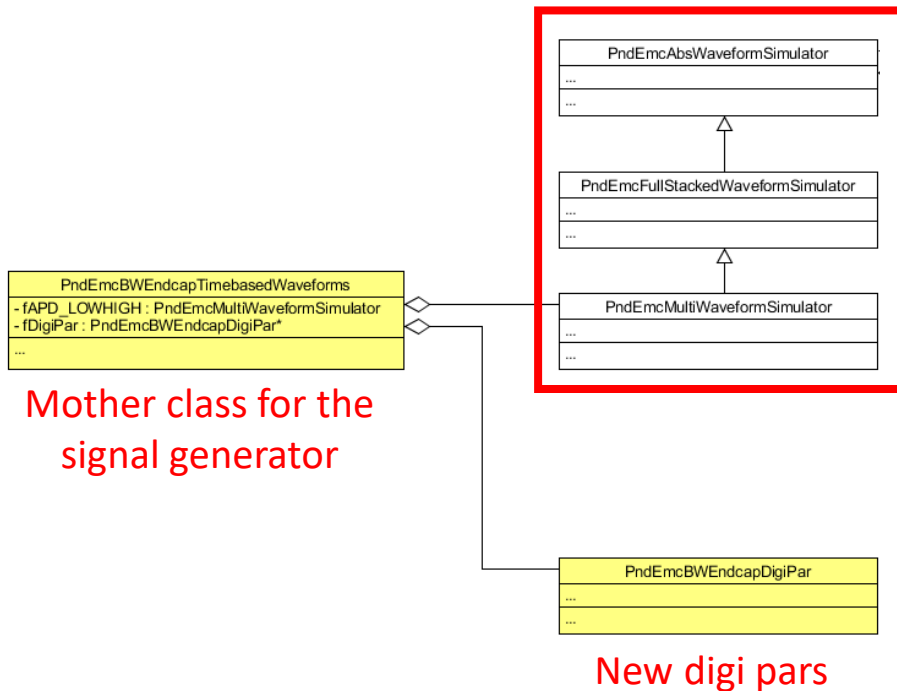 PndEmcAbsWaveformSimulator
...
...
PndEmcFullStackedWaveformSimulator
...
...
PndEmcMultiWaveformSimulator
...
...
PndEmcBWEndcapTimebasedWaveforms
- fAPD_LOWHIGH : PndEmcMultiWaveformSimulator
- fDigiPar : PndEmcBWEndcapDigiPar*
...
Mother class for the
signal generator
PndEmcBWEndcapDigiPar
...
...
New digi pars